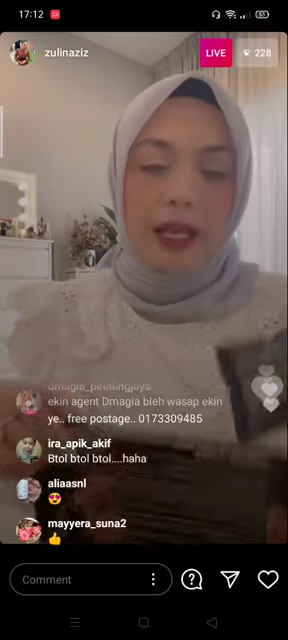 17:12
63
zulinaziz
LIVE
228
dmagia_petalingjaya
ekin agent Dmagia bleh wasap ekin
ye.. free postage.. 0173309485
ira_apik_akif
Btol btol btol....haha
aliaasnl
😍
mayyera_suna2
👍
Comment